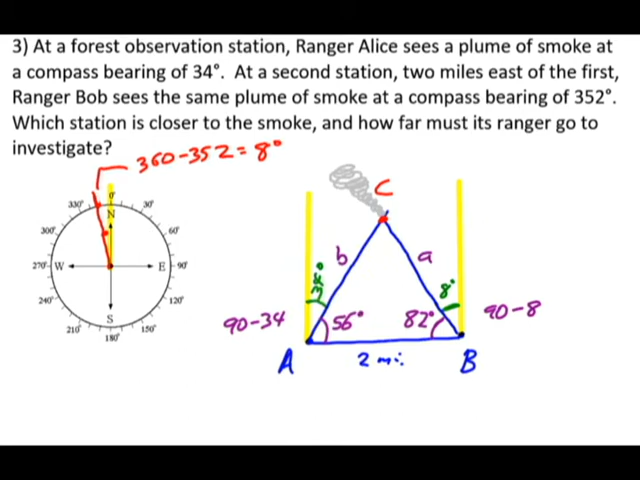 3) At a forest observation station, Ranger Alice sees a plume of smoke at
a compass bearing of 34°. At a second station, two miles east of the first,
Ranger Bob sees the same plume of smoke at a compass bearing of 352°.
Which station is closer to the smoke, and how far must its ranger go to
investigate?
360-352=8°
C
330° 0° 30°
N
300° 60°
270° W E 90°
240° 120°
S
210° 150°
180°
b a
8°
90-34 56° 82° 90-8
A 2 mi. B